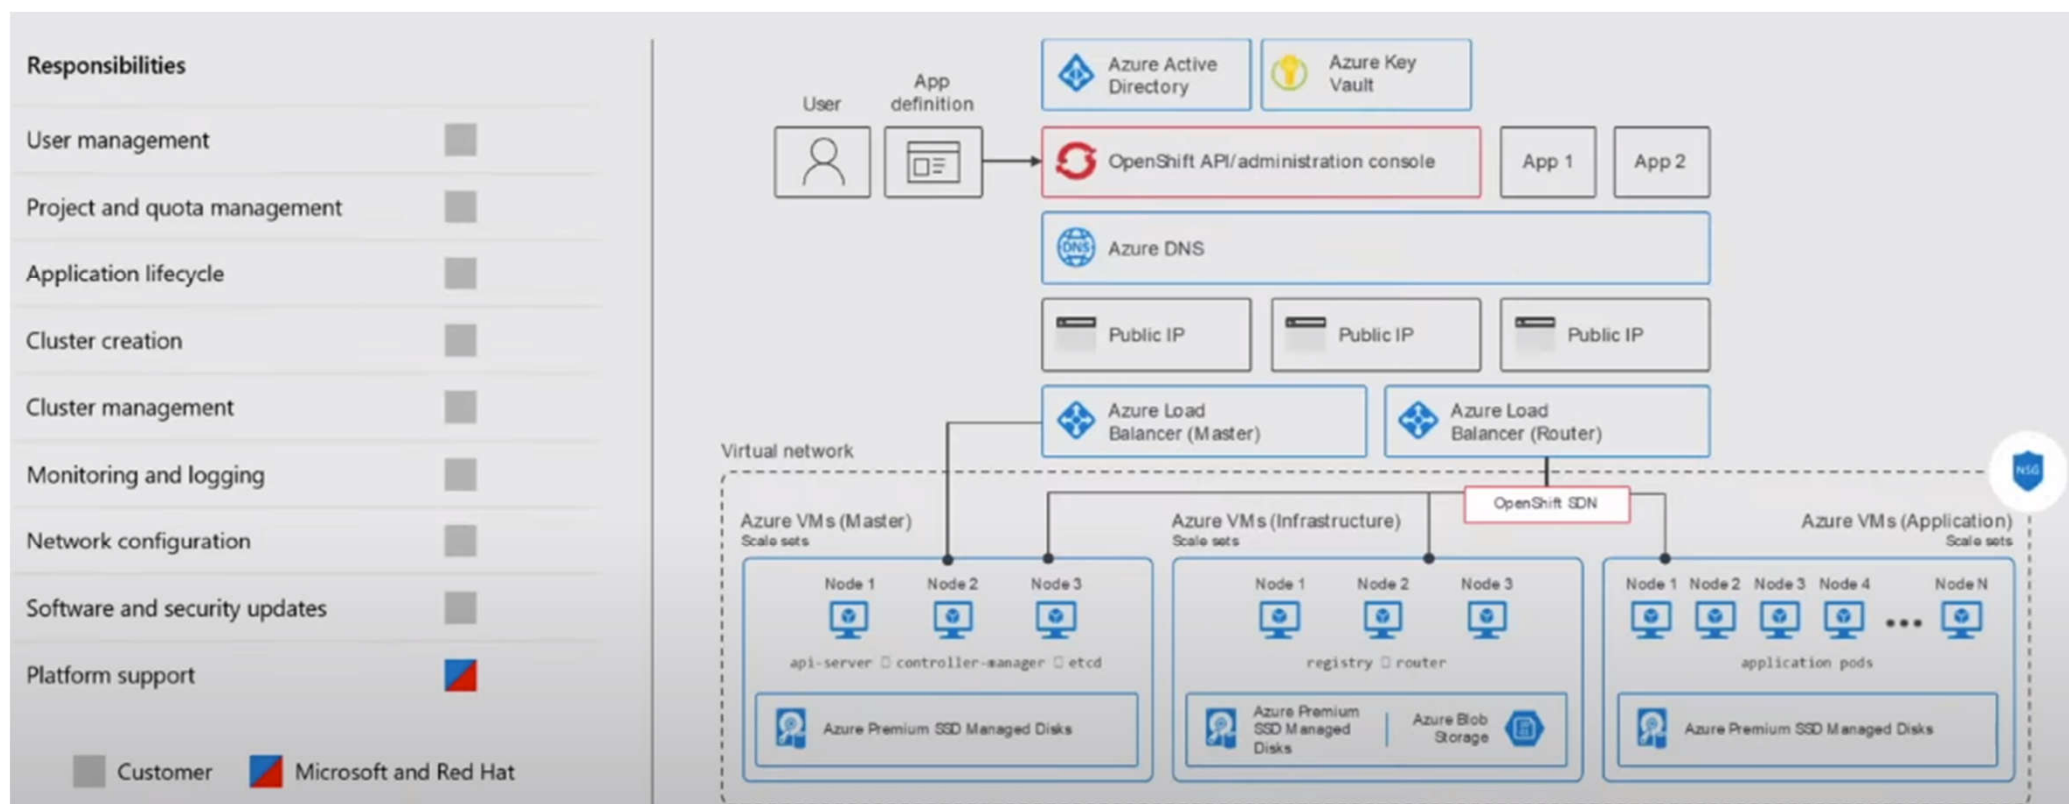 Responsibilities
User management
Project and quota management
Application lifecycle
Cluster creation
Cluster management
Monitoring and logging
Network configuration
Software and security updates
Platform support
Customer
Microsoft and Red Hat
User
App
definition
Azure Active
Directory
Azure Key
Vault
OpenShift API/administration console
App 1
App 2
DNS
Azure DNS
Public IP
Public IP
Public IP
Azure Load
Balancer (Master)
Azure Load
Balancer (Router)
Virtual network
NSG
OpenShift SDN
Azure VMs (Master)
Scale sets
Node 1
Node 2
Node 3
api-server
controller-manager
etcd
Azure Premium SSD Managed Disks
Azure VMs (Infrastructure)
Scale sets
Node 1
Node 2
Node 3
registry
router
Azure Premium
SSD Managed
Disks
Azure Blob
Storage
Azure VMs (Application)
Scale sets
Node 1
Node 2
Node 3
Node 4
Node N
application pods
Azure Premium SSD Managed Disks